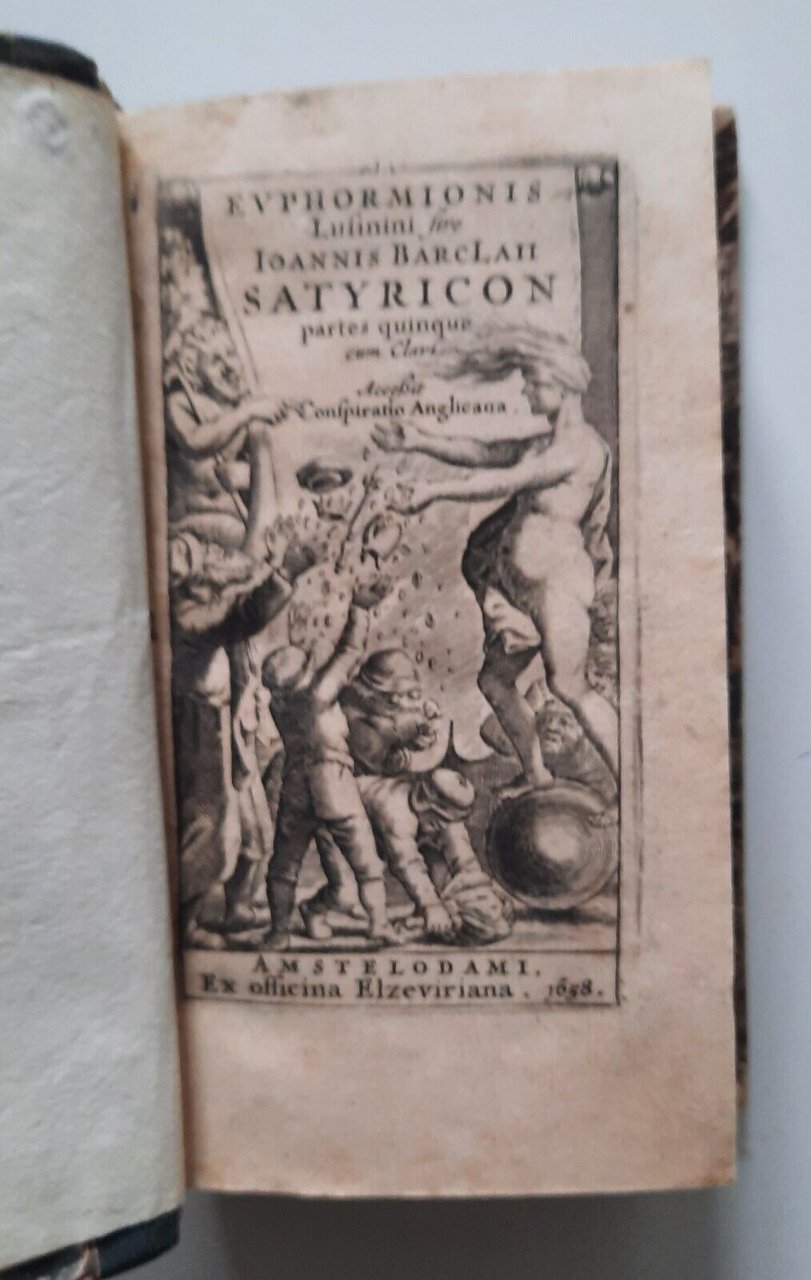 EVPHORMIONIS
Lusinini sive
IOANNIS BARCLAII
SATYRICON
partes quinque
cum Clavi.
Accessit
Conspiratio Anglicana.
AMSTELODAMI,
Ex officina Elzeviriana. 1658.